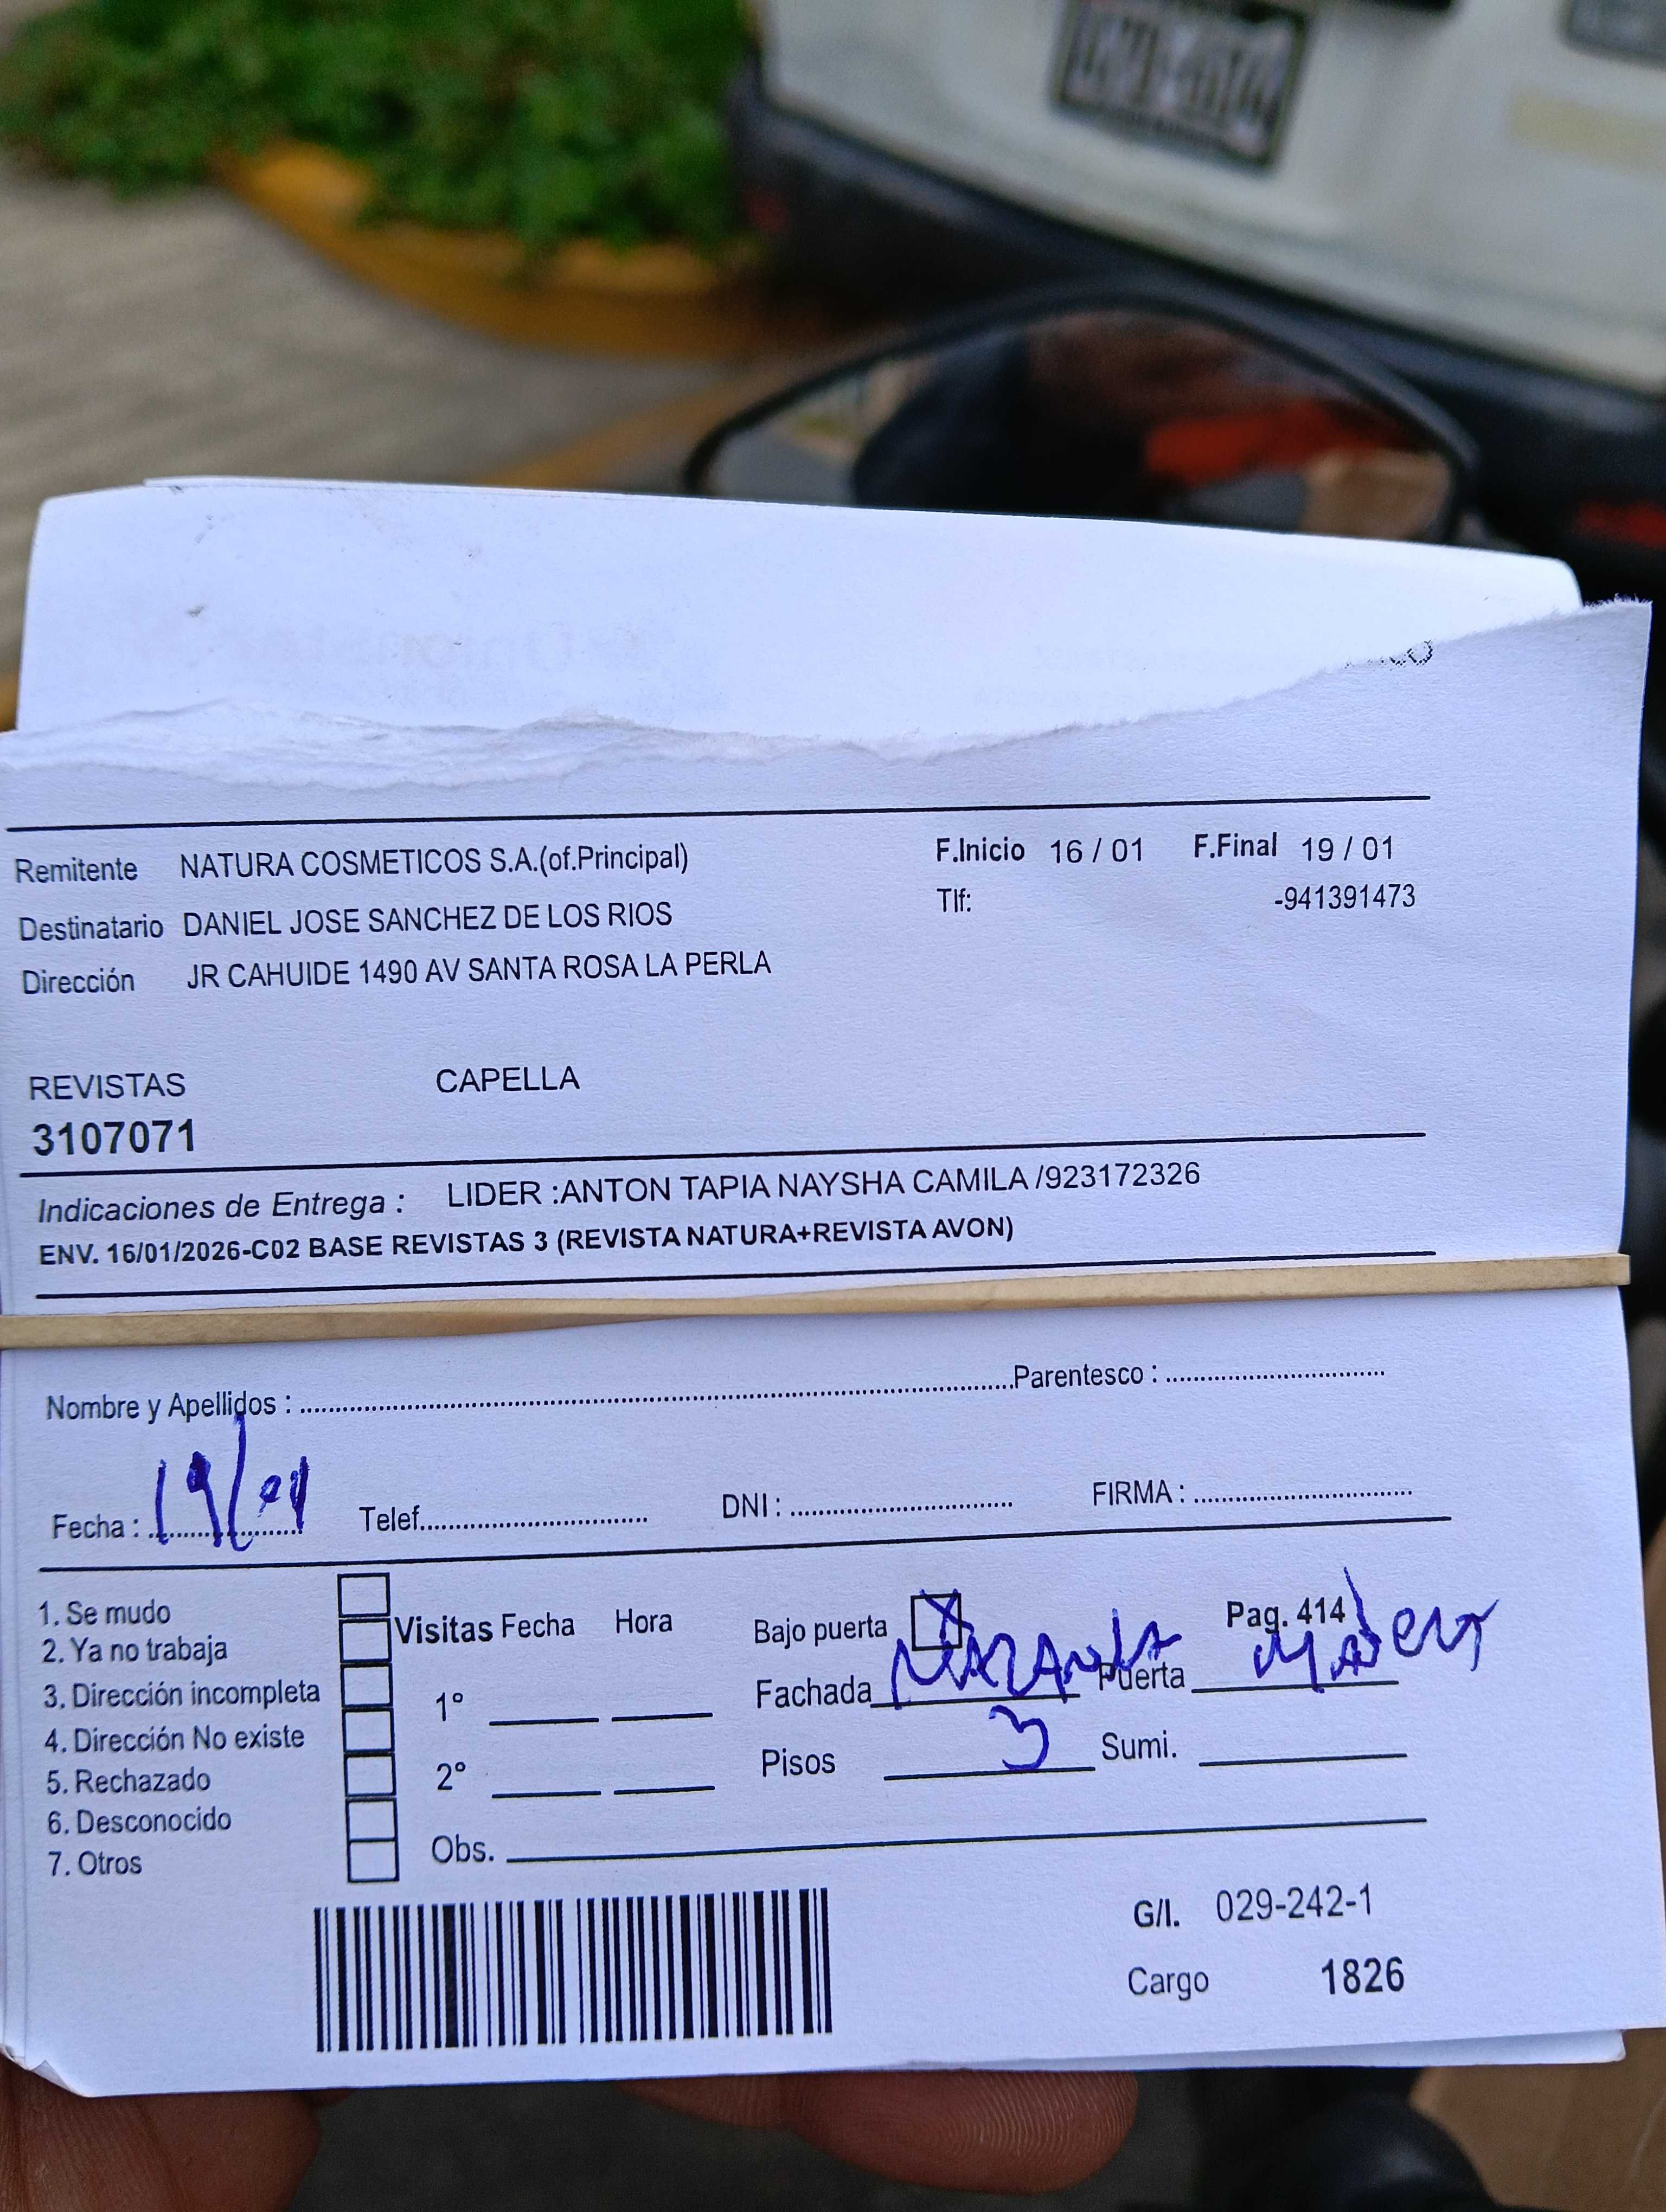 Remitente NATURA COSMETICOS S.A.(of.Principal) F.Inicio 16 / 01 F.Final 19 / 01
Destinatario DANIEL JOSE SANCHEZ DE LOS RIOS Tlf: -941391473
Dirección JR CAHUIDE 1490 AV SANTA ROSA LA PERLA
REVISTAS CAPELLA
3107071
Indicaciones de Entrega : LIDER :ANTON TAPIA NAYSHA CAMILA /923172326
ENV. 16/01/2026-C02 BASE REVISTAS 3 (REVISTA NATURA+REVISTA AVON)
Nombre y Apellidos : Parentesco :
Fecha : 19/01 Telef. DNI : FIRMA :
1. Se mudo
2. Ya no trabaja
3. Dirección incompleta
4. Dirección No existe
5. Rechazado
6. Desconocido
7. Otros
Visitas Fecha Hora
1º
2º
Obs.
Bajo puerta X Pag. 414
Fachada NARANJA Puerta Madera
Pisos 3 Sumi.
G/I. 029-242-1
Cargo 1826